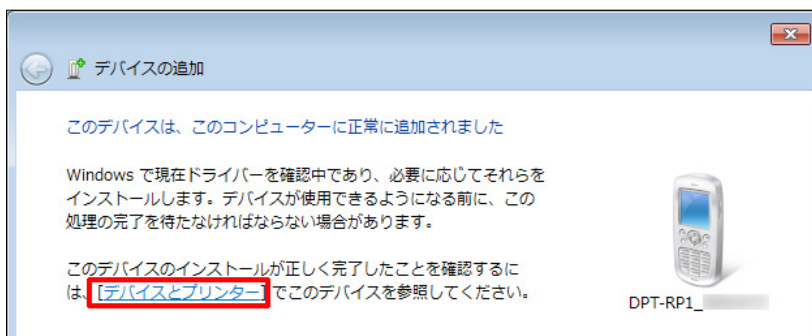 デバイスの追加
このデバイスは、このコンピューターに正常に追加されました
Windows で現在ドライバーを確認中であり、必要に応じてそれらを
インストールします。デバイスが使用できるようになる前に、この
処理の完了を待たなければならない場合があります。
このデバイスのインストールが正しく完了したことを確認するに
は、[デバイスとプリンター] でこのデバイスを参照してください。
DPT-RP1_